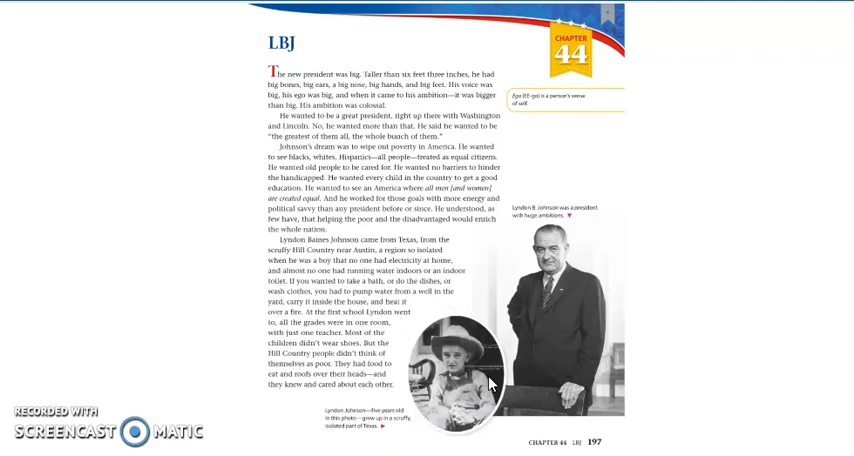 LBJ
CHAPTER
44
The new president was big. Taller than six feet three inches, he had
big bones, big ears, a big nose, big hands, and big feet. His voice was
big, his ego was big, and when it came to his ambition—it was bigger
than big. His ambition was colossal.
He wanted to be a great president, right up there with Washington
and Lincoln. No, he wanted more than that. He said he wanted to be
"the greatest of them all, the whole bunch of them."
Johnson's dream was to wipe out poverty in America. He wanted
to see blacks, whites, Hispanics—all people—treated as equal citizens.
He wanted old people to be cared for. He wanted no barriers to hinder
the handicapped. He wanted every child in the country to get a good
education. He wanted to see an America where all men [and women]
are created equal. And he worked for those goals with more energy and
political savvy than any president before or since. He understood, as
few have, that helping the poor and the disadvantaged would enrich
the whole nation.
Lyndon Baines Johnson came from Texas, from the
scruffy Hill Country near Austin, a region so isolated
when he was a boy that no one had electricity at home,
and almost no one had running water indoors or an indoor
toilet. If you wanted to take a bath, or do the dishes, or
wash clothes, you had to pump water from a well in the
yard, carry it inside the house, and heat it
over a fire. At the first school Lyndon went
to, all the grades were in one room,
with just one teacher. Most of the
children didn't wear shoes. But the
Hill Country people didn't think of
themselves as poor. They had food to
eat and roofs over their heads—and
they knew and cared about each other.
Ego (EE-goh) is a person's sense
of self.
Lyndon B. Johnson was a president
with huge ambitions.
Lyndon Johnson—five years old
in this photo—grew up in a scruffy,
isolated part of Texas.
CHAPTER 44 LBJ 197
RECORDED WITH
SCREENCAST MATIC